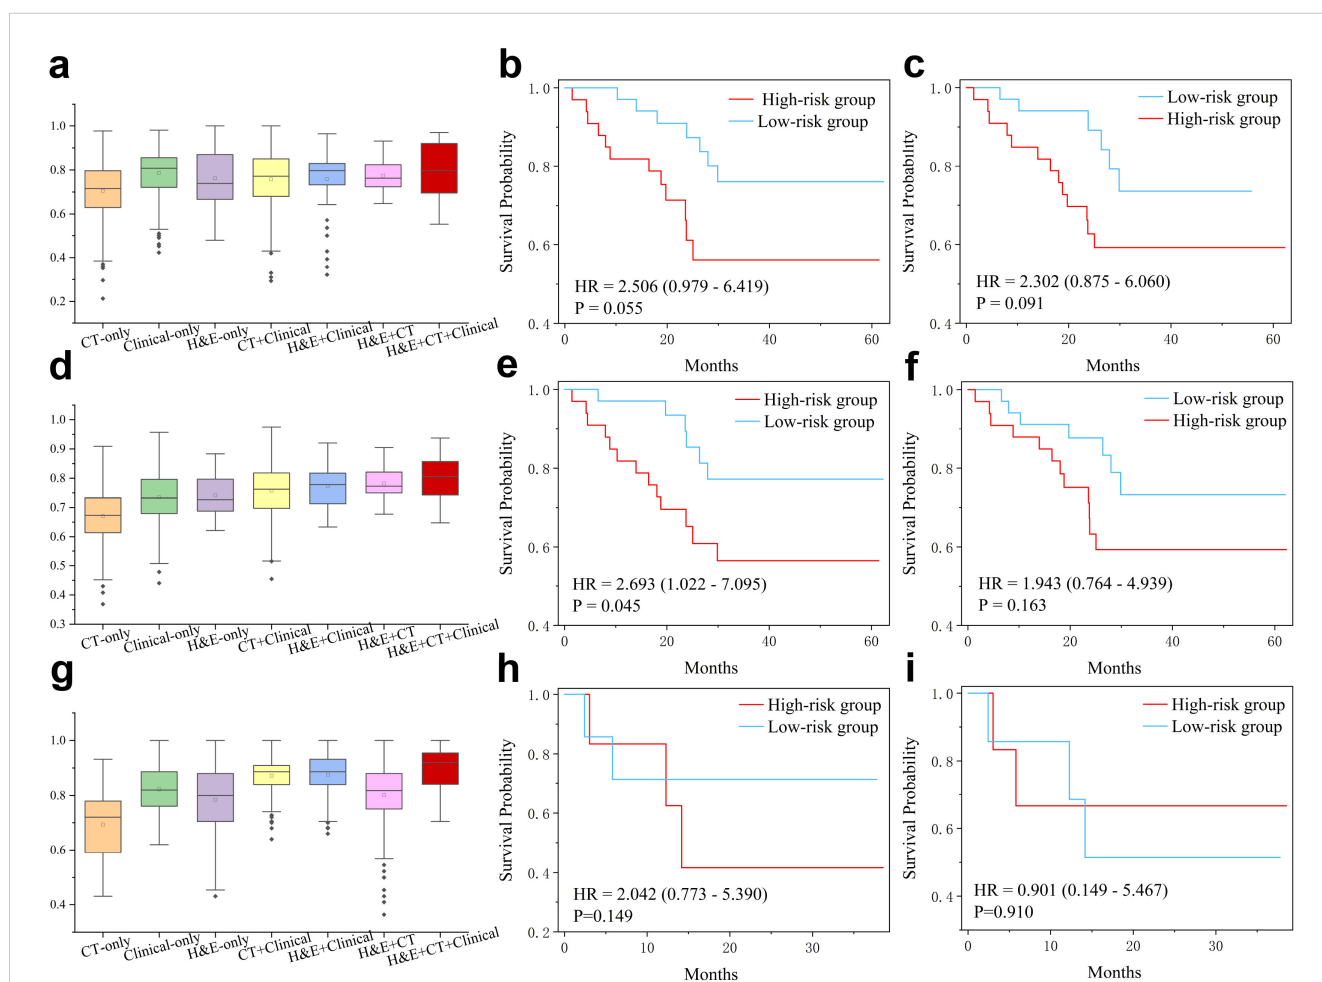 a
1.0
0.8
0.6
0.4
0.2
CT-only
Clinical-only
H&E-only
CT+Clinical
H&E+Clinical
H&E+CT
H&E+CT+Clinical
b
Survival Probability
1.0
0.8
0.6
0.4
High-risk group
Low-risk group
HR = 2.506 (0.979 - 6.419)
P = 0.055
0
20
40
60
Months
c
Survival Probability
1.0
0.8
0.6
0.4
Low-risk group
High-risk group
HR = 2.302 (0.875 - 6.060)
P = 0.091
0
20
40
60
Months
d
1.0
0.9
0.8
0.7
0.6
0.5
0.4
0.3
CT-only
Clinical-only
H&E-only
CT+Clinical
H&E+Clinical
H&E+CT
H&E+CT+Clinical
e
Survival Probability
1.0
0.8
0.6
0.4
High-risk group
Low-risk group
HR = 2.693 (1.022 - 7.095)
P = 0.045
0
20
40
60
Months
f
Survival Probability
1.0
0.8
0.6
0.4
Low-risk group
High-risk group
HR = 1.943 (0.764 - 4.939)
P = 0.163
0
20
40
60
Months
g
1.0
0.8
0.6
0.4
CT-only
Clinical-only
H&E-only
CT+Clinical
H&E+Clinical
H&E+CT
H&E+CT+Clinical
h
Survival Probability
1.0
0.8
0.6
0.4
0.2
High-risk group
Low-risk group
HR = 2.042 (0.773 - 5.390)
P=0.149
0
10
20
30
Months
i
Survival Probability
1.0
0.8
0.6
0.4
High-risk group
Low-risk group
HR = 0.901 (0.149 - 5.467)
P=0.910
0
10
20
30
Months